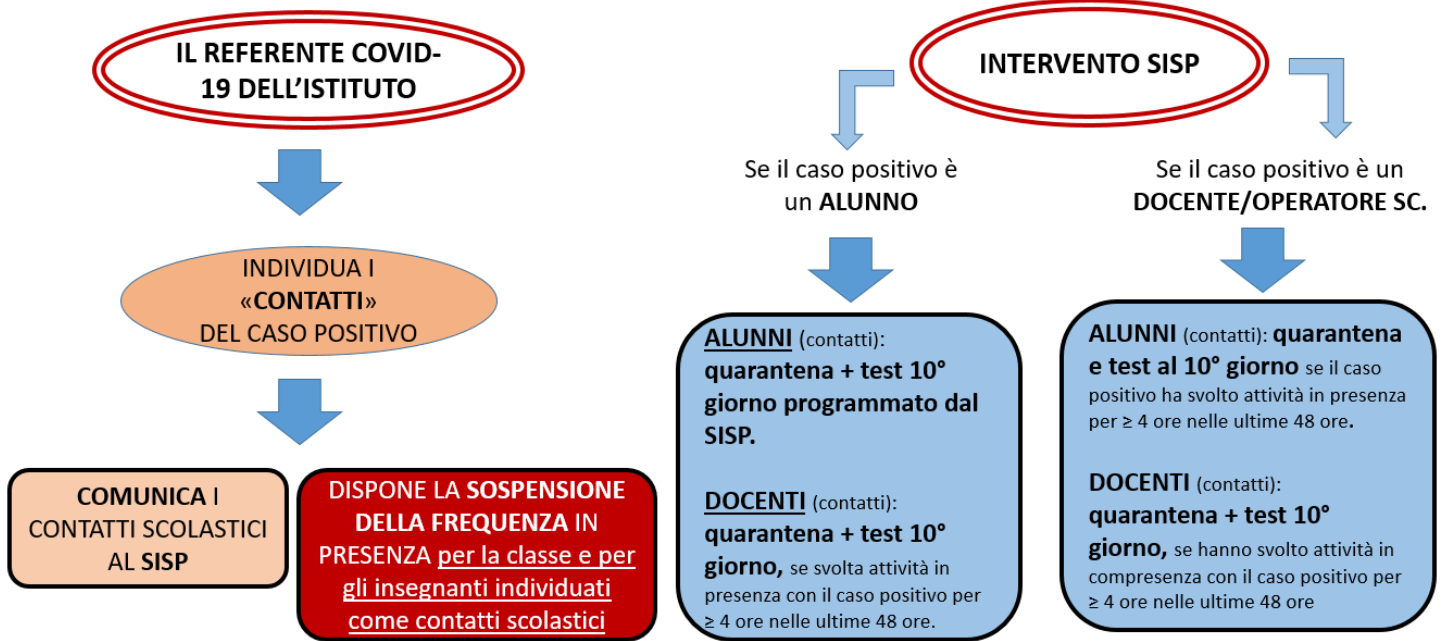 IL REFERENTE COVID-
19 DELL'ISTITUTO
INDIVIDUA I
«CONTATTI»
DEL CASO POSITIVO
COMUNICA I
CONTATTI SCOLASTICI
AL SISP
DISPONE LA SOSPENSIONE
DELLA FREQUENZA IN
PRESENZA per la classe e per
gli insegnanti individuati
come contatti scolastici
INTERVENTO SISP
Se il caso positivo è
un ALUNNO
ALUNNI (contatti):
quarantena + test 10°
giorno programmato dal
SISP.
DOCENTI (contatti):
quarantena + test 10°
giorno, se svolta attività in
presenza con il caso positivo per
≥ 4 ore nelle ultime 48 ore.
Se il caso positivo è un
DOCENTE/OPERATORE SC.
ALUNNI (contatti): quarantena
e test al 10° giorno se il caso
positivo ha svolto attività in presenza
per ≥ 4 ore nelle ultime 48 ore.
DOCENTI (contatti):
quarantena + test 10°
giorno, se hanno svolto attività in
compresenza con il caso positivo per
≥ 4 ore nelle ultime 48 ore